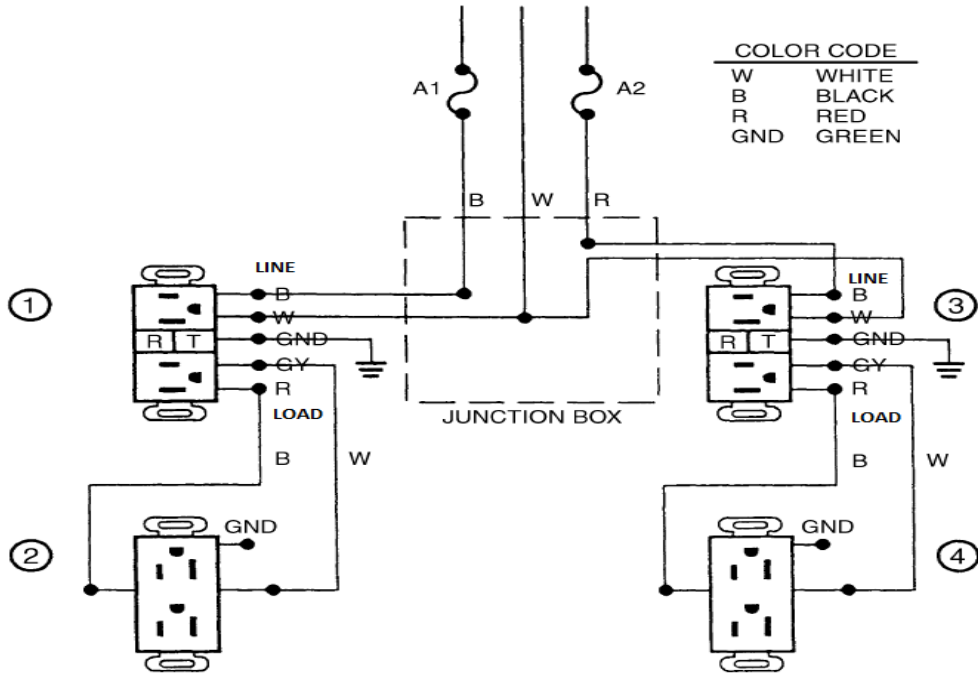 COLOR CODE
W WHITE
B BLACK
R RED
GND GREEN
A1
A2
B
W
R
1
LINE
B
W
GND
GY
R
LOAD
R T
3
LINE
B
W
GND
GY
R
LOAD
R T
JUNCTION BOX
B
W
B
W
2
GND
GND
4